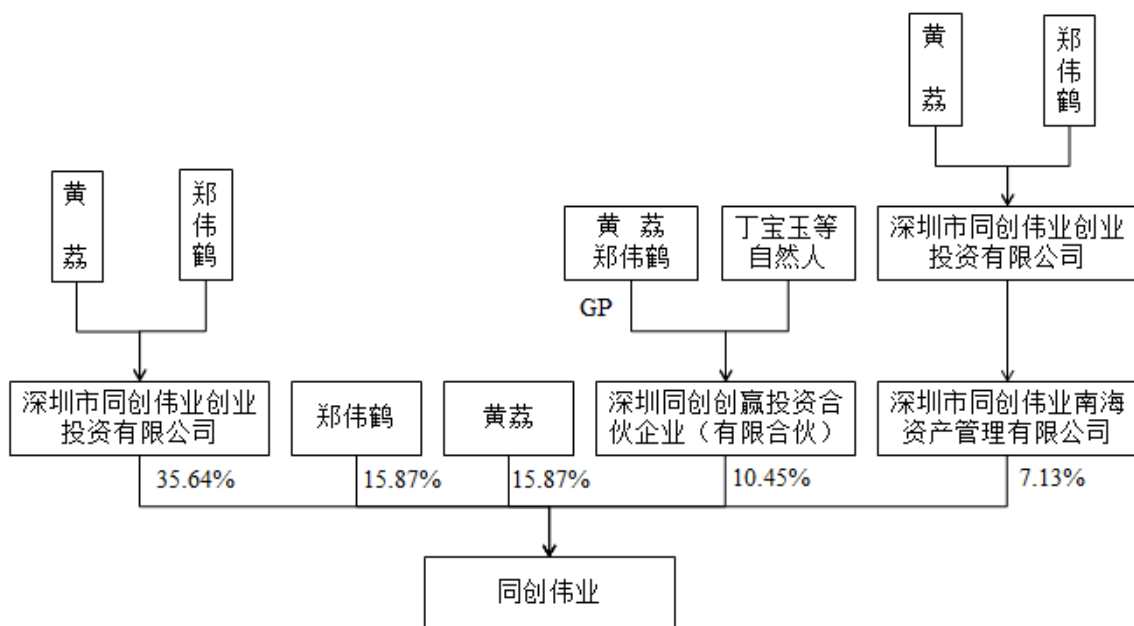 黄
荔
郑
伟
鹤
黄
荔
郑
伟
鹤
黄 荔
郑伟鹤
丁宝玉等
自然人
深圳市同创伟业创业
投资有限公司
GP
深圳市同创伟业创业
投资有限公司
郑伟鹤
黄荔
深圳同创创赢投资合
伙企业（有限合伙）
深圳市同创伟业南海
资产管理有限公司
35.64%
15.87%
15.87%
10.45%
7.13%
同创伟业